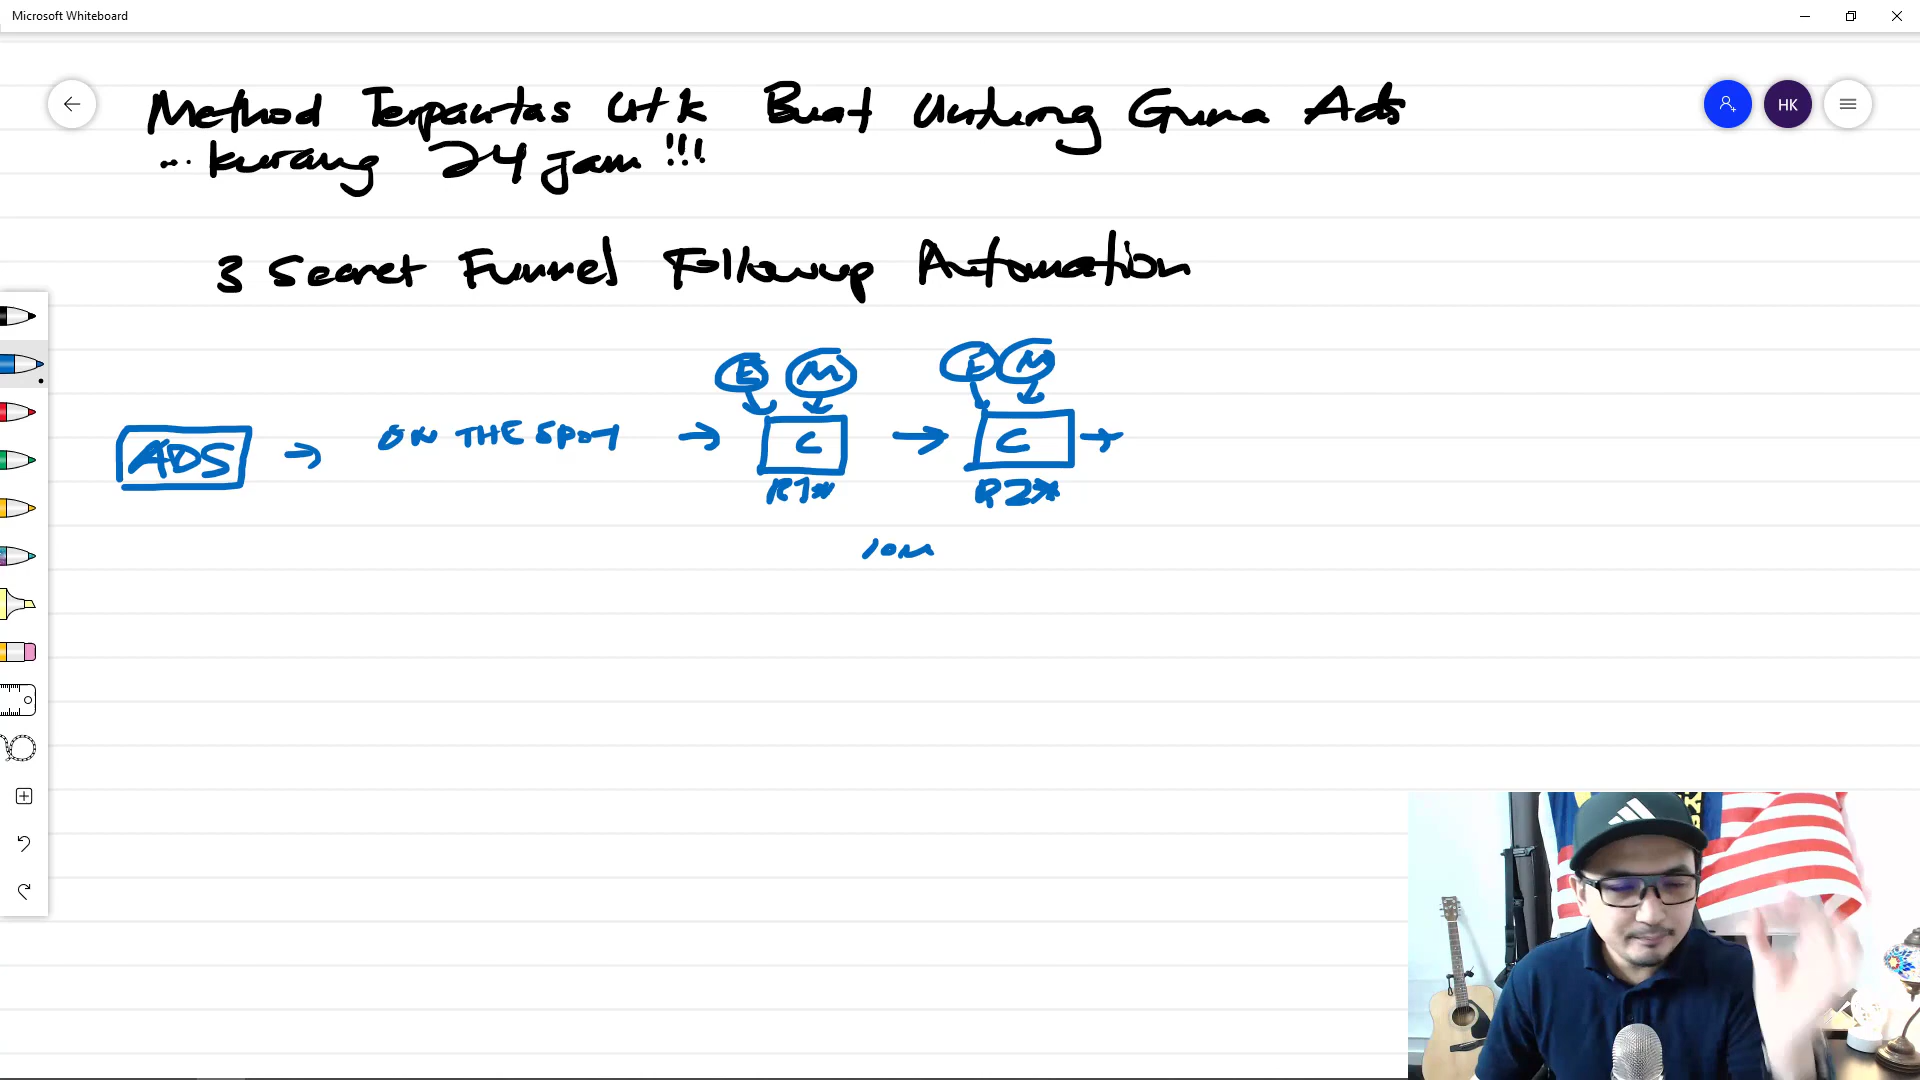 Microsoft Whiteboard
HK
Method Terpantas Utk Buat Untung Guna Ads
... kurang 24 jam !!!
3 Secret Funnel Followup Automation
E M E M
ADS → ON THE SPOT → C → C →
R1* R2*
10M